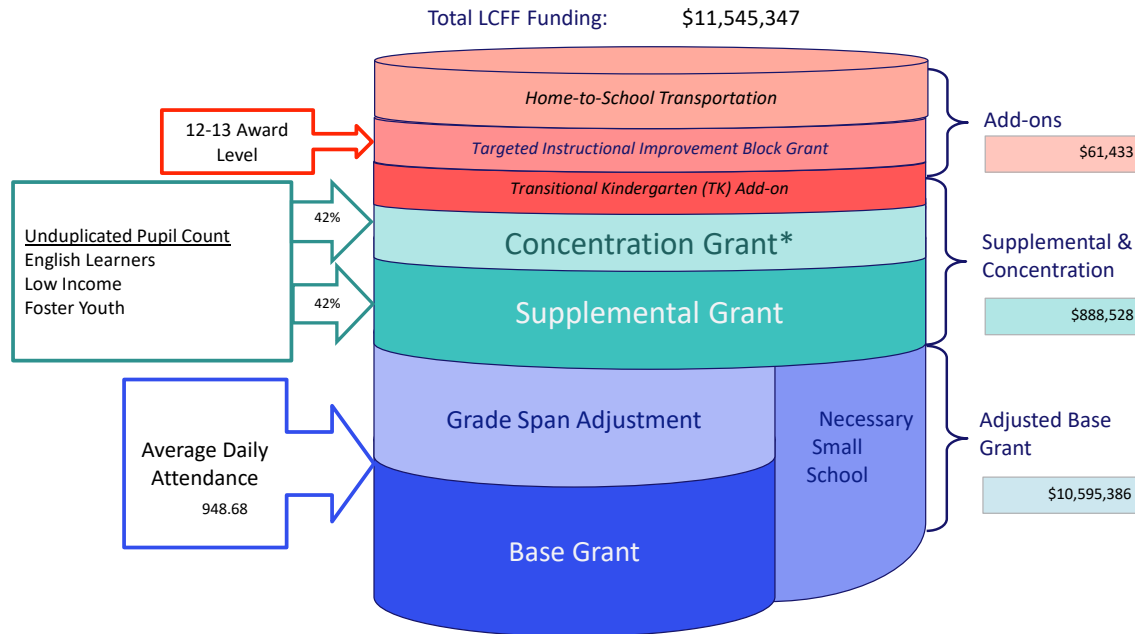 Total LCFF Funding: $11,545,347
Home-to-School Transportation
12-13 Award
Level
Targeted Instructional Improvement Block Grant
Add-ons
$61,433
Transitional Kindergarten (TK) Add-on
Unduplicated Pupil Count
English Learners
Low Income
Foster Youth
42%
42%
Concentration Grant*
Supplemental Grant
Supplemental &
Concentration
$888,528
Average Daily
Attendance
948.68
Grade Span Adjustment
Necessary
Small
School
Base Grant
Adjusted Base
Grant
$10,595,386